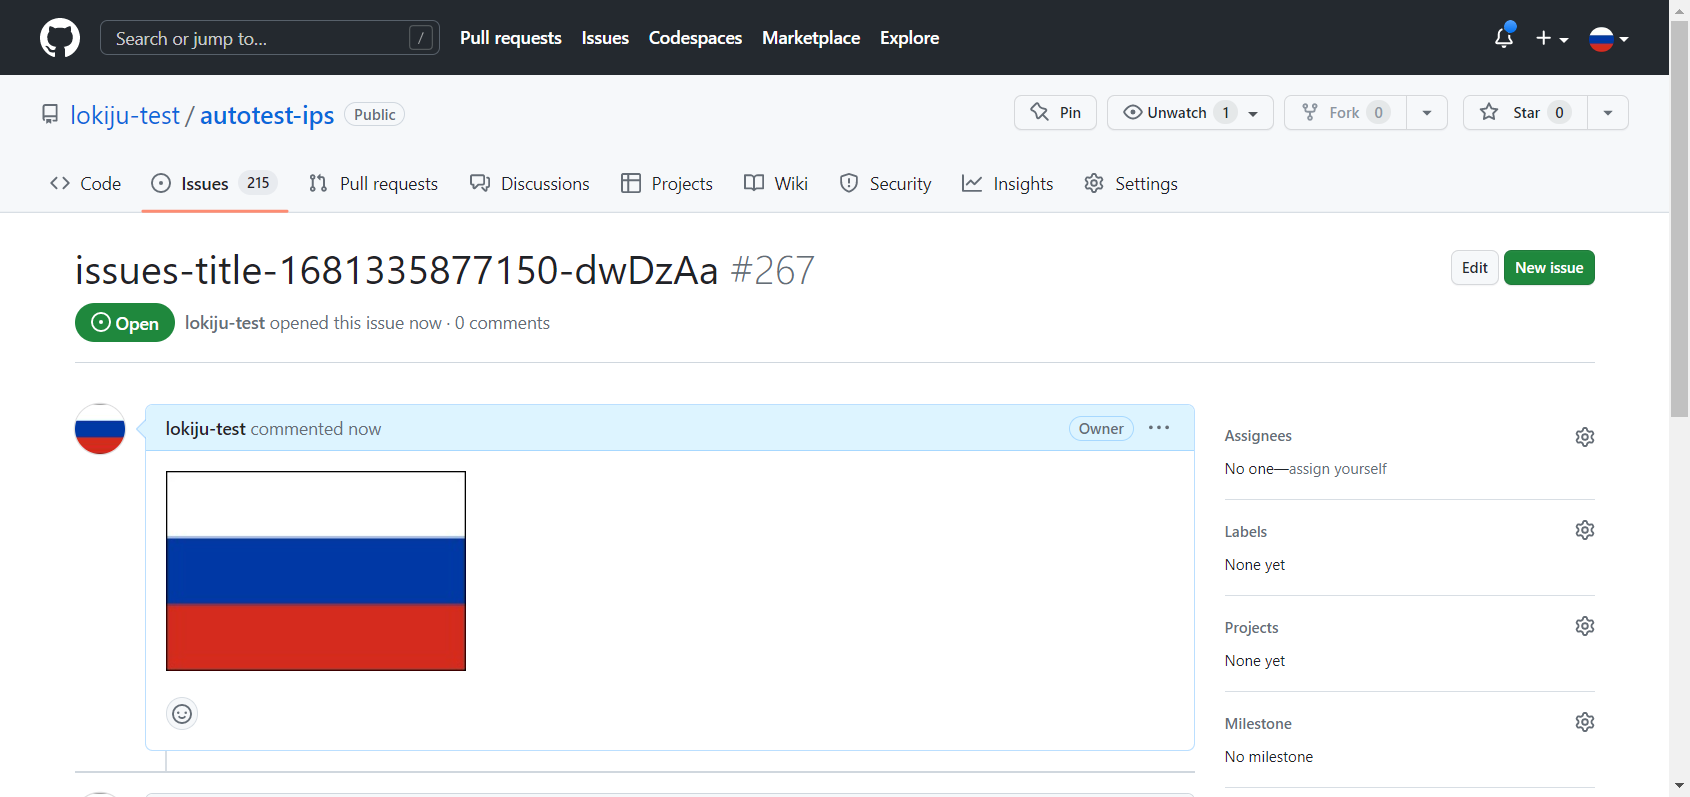 Search or jump to... /
Pull requests Issues Codespaces Marketplace Explore
lokiju-test / autotest-ips Public
Pin Unwatch 1 Fork 0 Star 0
Code Issues 215 Pull requests Discussions Projects Wiki Security Insights Settings
issues-title-1681335877150-dwDzAa #267
Edit New issue
Open lokiju-test opened this issue now · 0 comments
lokiju-test commented now Owner
Assignees
No one—assign yourself
Labels
None yet
Projects
None yet
Milestone
No milestone